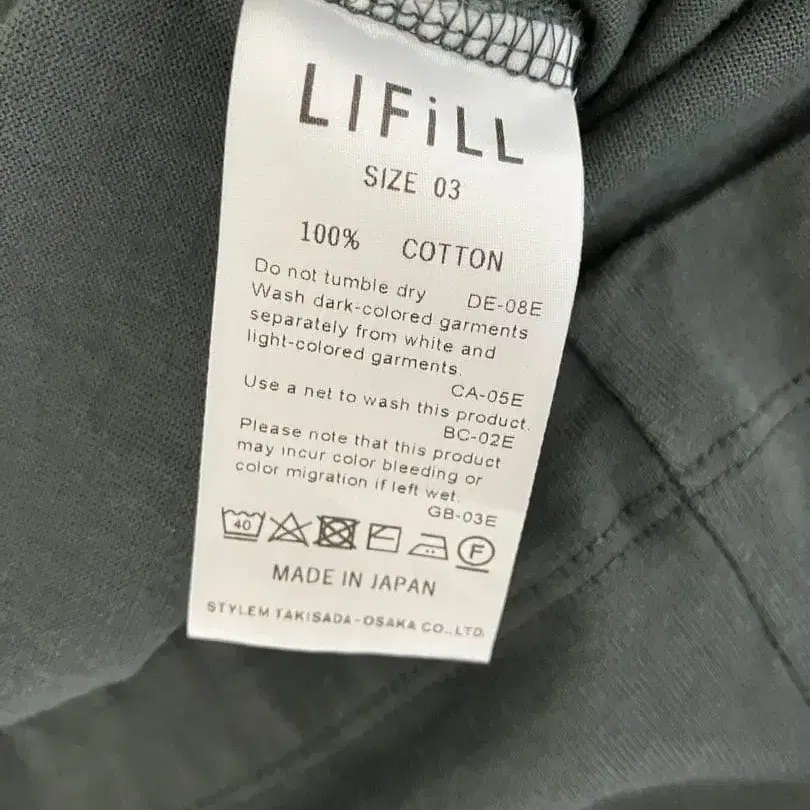 LIFiLL
SIZE 03
100% COTTON
Do not tumble dry DE-08E
Wash dark-colored garments
separately from white and
light-colored garments.
CA-05E
Use a net to wash this product.
BC-02E
Please note that this product
may incur color bleeding or
color migration if left wet.
GB-03E
40 F
MADE IN JAPAN
STYLEM TAKISADA-OSAKA CO.,LTD.